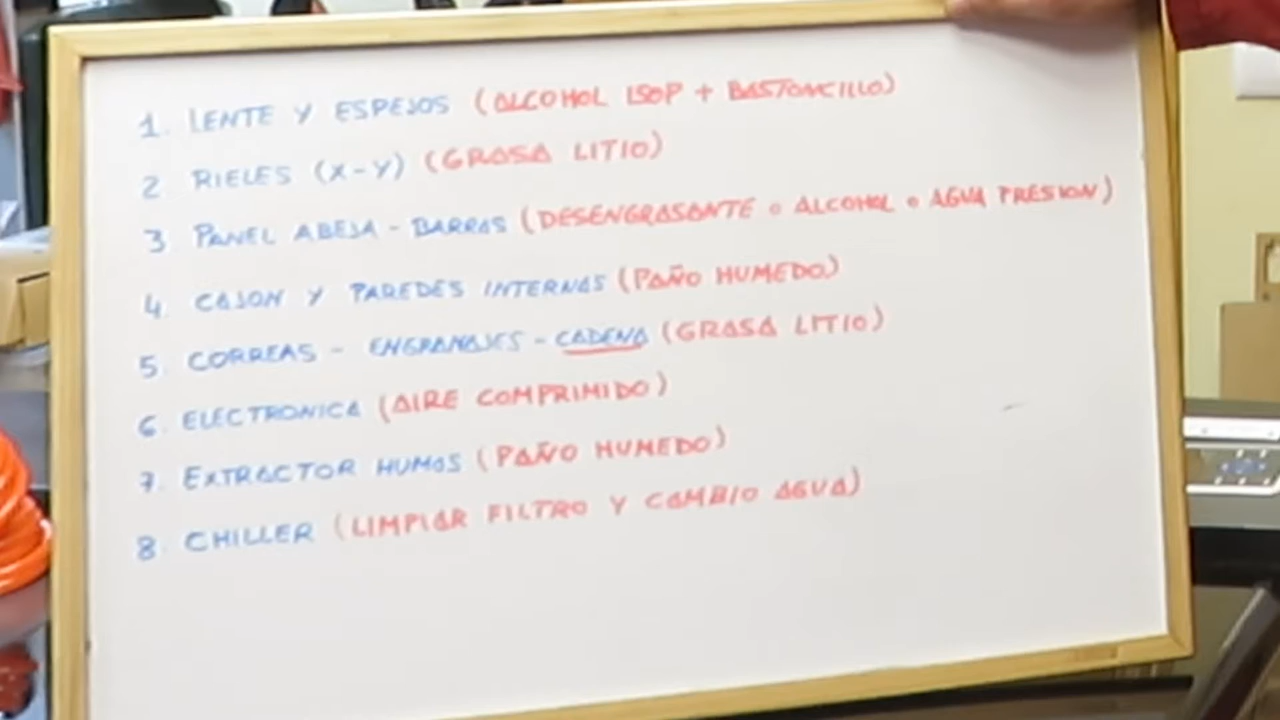 1. LENTE Y ESPEJOS (ALCOHOL ISOP + BASTONCILLO)
2 RIELES (X-Y) (GRASA LITIO)
3 PANEL ABEJA - BARRAS (DESENGRASANTE o ALCOHOL o AGUA PRESION)
4. CAJON Y PAREDES INTERNAS (PAÑO HUMEDO)
5. CORREAS - ENGRANAJES - CADENA (GRASA LITIO)
6. ELECTRONICA (AIRE COMPRIMIDO)
7. EXTRACTOR HUMOS (PAÑO HUMEDO)
8 CHILLER (LIMPIAR FILTRO Y CAMBIO AGUA)